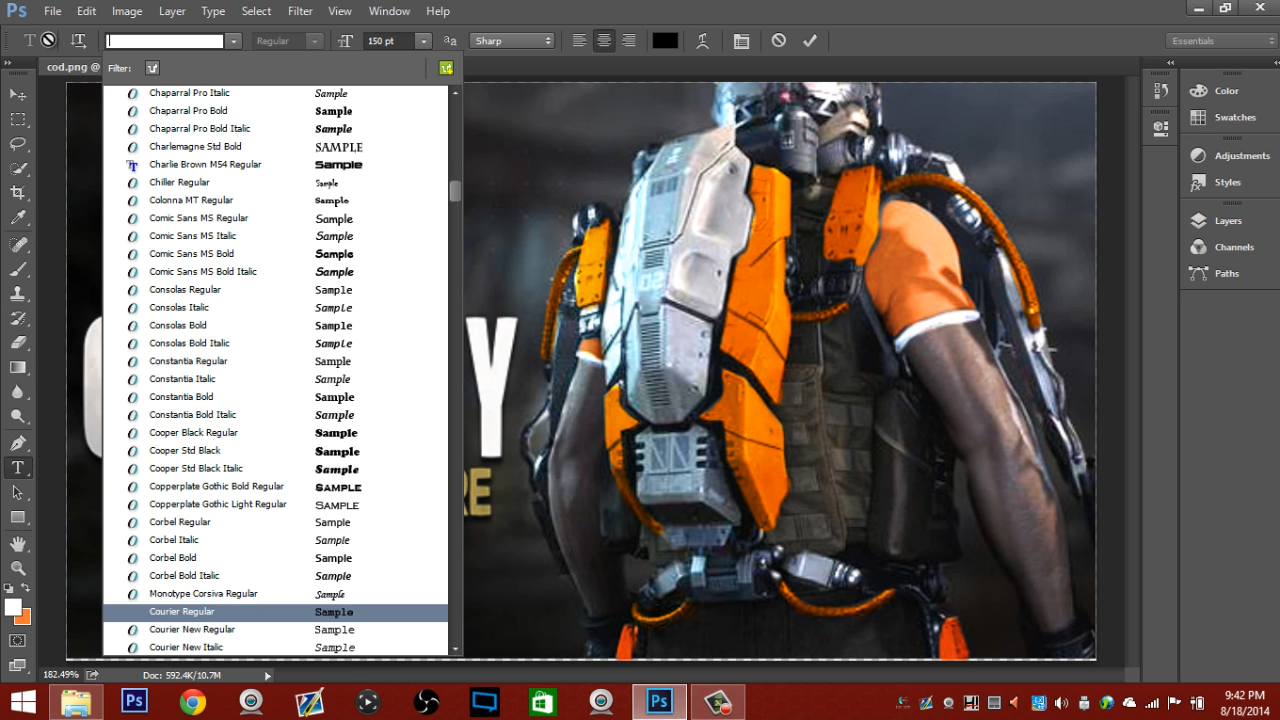 Ps File Edit Image Layer Type Select Filter View Window Help
T T Regular TT 150 pt aa Sharp Essentials
cod.png @
Filter:
Color
Swatches
Adjustments
Styles
Layers
Channels
Paths
Chaparral Pro Italic Sample
Chaparral Pro Bold Sample
Chaparral Pro Bold Italic Sample
Charlemagne Std Bold SAMPLE
Charlie Brown M54 Regular Sample
Chiller Regular Sample
Colonna MT Regular Sample
Comic Sans MS Regular Sample
Comic Sans MS Italic Sample
Comic Sans MS Bold Sample
Comic Sans MS Bold Italic Sample
Consolas Regular Sample
Consolas Italic Sample
Consolas Bold Sample
Consolas Bold Italic Sample
Constantia Regular Sample
Constantia Italic Sample
Constantia Bold Sample
Constantia Bold Italic Sample
Cooper Black Regular Sample
Cooper Std Black Sample
Cooper Std Black Italic Sample
Copperplate Gothic Bold Regular SAMPLE
Copperplate Gothic Light Regular SAMPLE
Corbel Regular Sample
Corbel Italic Sample
Corbel Bold Sample
Corbel Bold Italic Sample
Monotype Corsiva Regular Sample
Courier Regular Sample
Courier New Regular Sample
Courier New Italic Sample
Y
RE
02
182.49% Doc: 592.4K/10.7M
Ps Ps
9:42 PM
8/18/2014